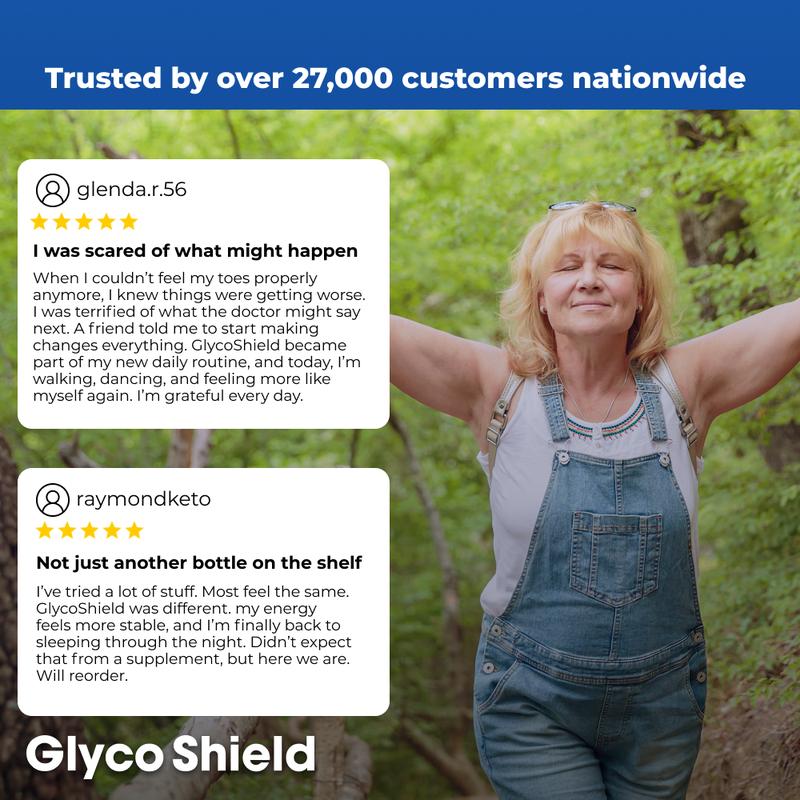 Trusted by over 27,000 customers nationwide
glenda.r.56
I was scared of what might happen
When I couldn’t feel my toes properly
anymore, I knew things were getting worse.
I was terrified of what the doctor might say
next. A friend told me to start making
changes everything. GlycoShield became
part of my new daily routine, and today, I’m
walking, dancing, and feeling more like
myself again. I’m grateful every day.
raymondketo
Not just another bottle on the shelf
I’ve tried a lot of stuff. Most feel the same.
GlycoShield was different. my energy
feels more stable, and I’m finally back to
sleeping through the night. Didn’t expect
that from a supplement, but here we are.
Will reorder.
Glyco Shield